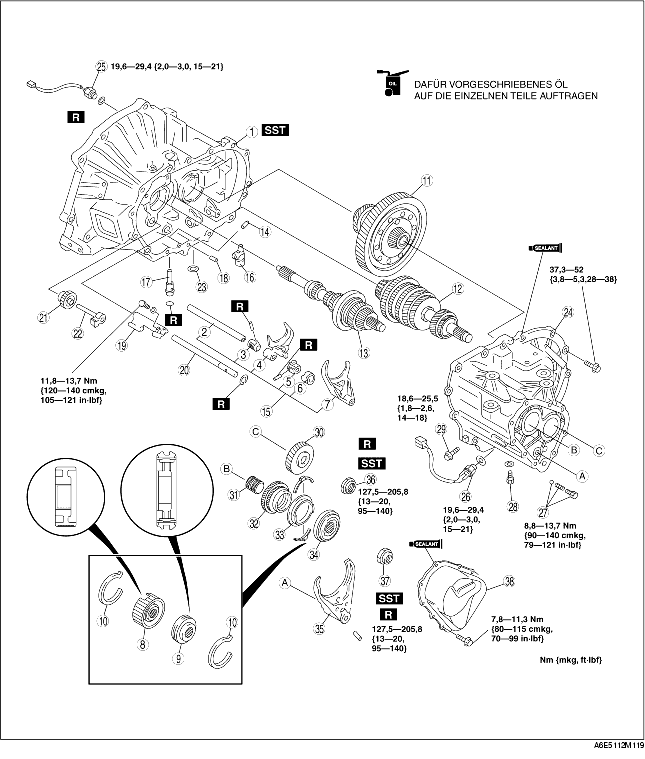 25 19,6—29,4 {2,0—3,0, 15—21}
OIL
DAFÜR VORGESCHRIEBENES ÖL
AUF DIE EINZELNEN TEILE AUFTRAGEN
R
1 SST
11
14
SEALANT
37,3—52
{3,8—5,3,28—38}
17
18
16
23
12
24
21
22
R
2
R
19
20
3
4
R
13
5
6
15
7
11,8—13,7 Nm
{120—140 cmkg,
105—121 in·lbf}
R
18,6—25,5
{1,8—2,6,
14—18}
29
C
30
R
B
C
B
SST
A
31
36
127,5—205,8
{13—20,
95—140}
32
33
34
26
28
27
19,6—29,4
{2,0—3,0,
15—21}
8,8—13,7 Nm
{90—140 cmkg,
79—121 in·lbf}
SEALANT
37
38
A
10
10
8
9
35
SST
R
127,5—205,8
{13—20,
95—140}
7,8—11,3 Nm
{80—115 cmkg,
70—99 in·lbf}
Nm {mkg, ft·lbf}
A6E5112M119